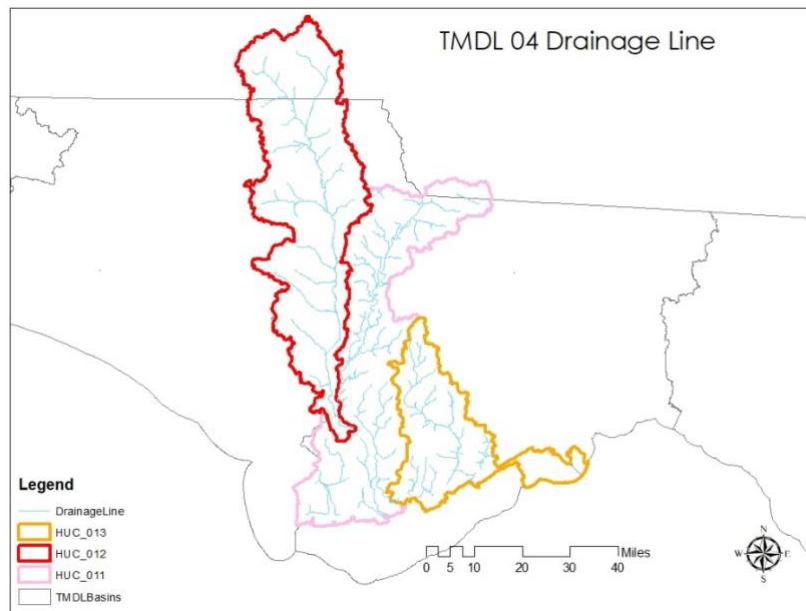 TMDL 04 Drainage Line
Legend
DrainageLine
HUC_013
HUC_012
HUC_011
TMDLBasins
Miles
0 5 10 20 30 40
N
W E
S